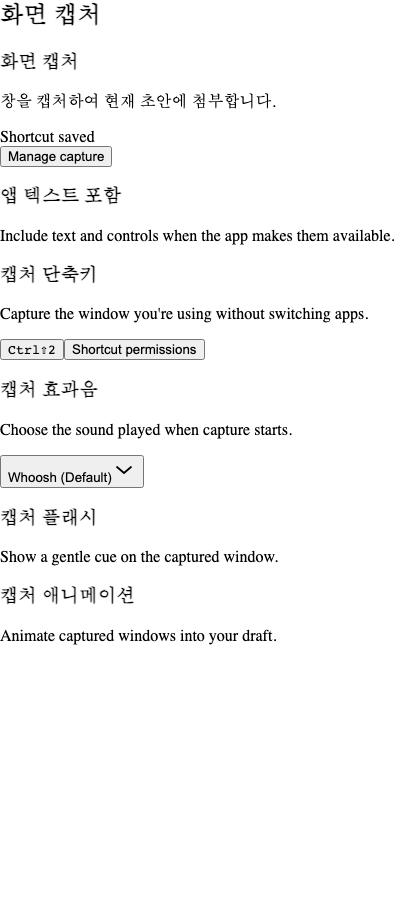 화면 캡처
화면 캡처
창을 캡처하여 현재 초안에 첨부합니다.
Shortcut saved
Manage capture
앱 텍스트 포함
Include text and controls when the app makes them available.
캡처 단축키
Capture the window you're using without switching apps.
Ctrl⇧2 Shortcut permissions
캡처 효과음
Choose the sound played when capture starts.
Whoosh (Default)
캡처 플래시
Show a gentle cue on the captured window.
캡처 애니메이션
Animate captured windows into your draft.